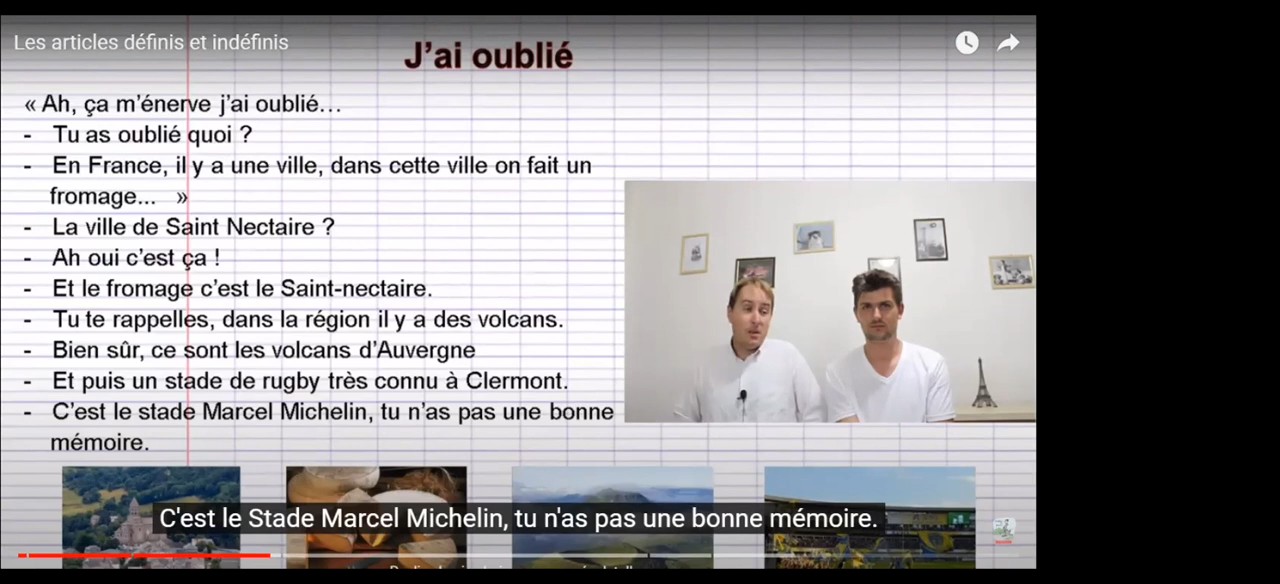 Les articles définis et indéfinis
J'ai oublié
« Ah, ça m'énerve j'ai oublié…
- Tu as oublié quoi ?
- En France, il y a une ville, dans cette ville on fait un
fromage... »
- La ville de Saint Nectaire ?
- Ah oui c'est ça !
- Et le fromage c'est le Saint-nectaire.
- Tu te rappelles, dans la région il y a des volcans.
- Bien sûr, ce sont les volcans d'Auvergne
- Et puis un stade de rugby très connu à Clermont.
- C'est le stade Marcel Michelin, tu n'as pas une bonne
mémoire.
C'est le Stade Marcel Michelin, tu n'as pas une bonne mémoire.